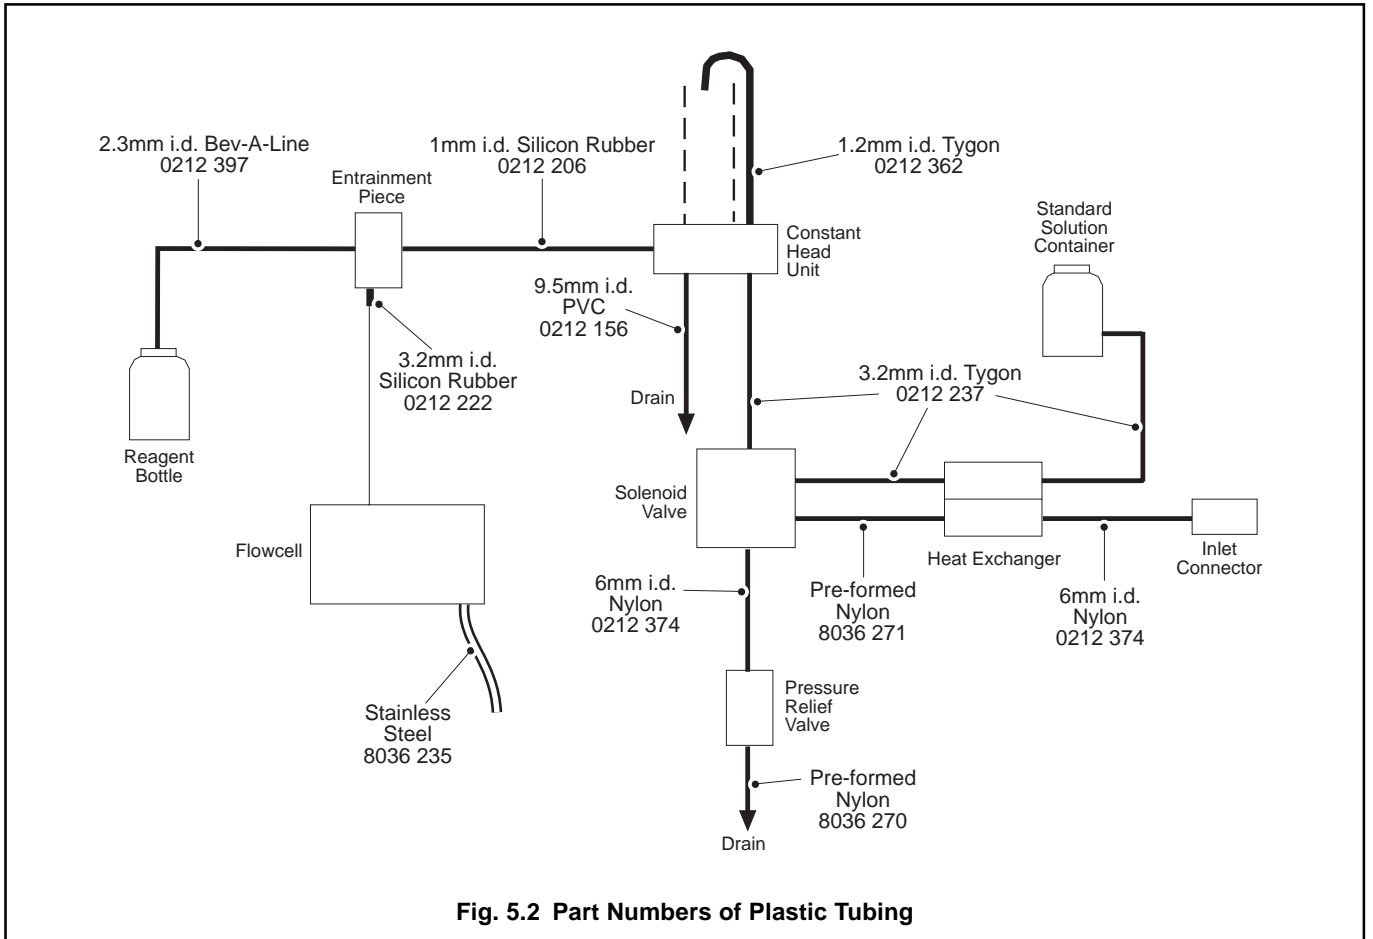 2.3mm i.d. Bev-A-Line
0212 397
Entrainment
Piece
1mm i.d. Silicon Rubber
0212 206
1.2mm i.d. Tygon
0212 362
Standard
Solution
Container
Constant
Head
Unit
9.5mm i.d.
PVC
0212 156
3.2mm i.d.
Silicon Rubber
0212 222
Drain
3.2mm i.d. Tygon
0212 237
Reagent
Bottle
Solenoid
Valve
Flowcell
Heat Exchanger
Inlet
Connector
6mm i.d.
Nylon
0212 374
Pre-formed
Nylon
8036 271
6mm i.d.
Nylon
0212 374
Stainless
Steel
8036 235
Pressure
Relief
Valve
Pre-formed
Nylon
8036 270
Drain
Fig. 5.2 Part Numbers of Plastic Tubing